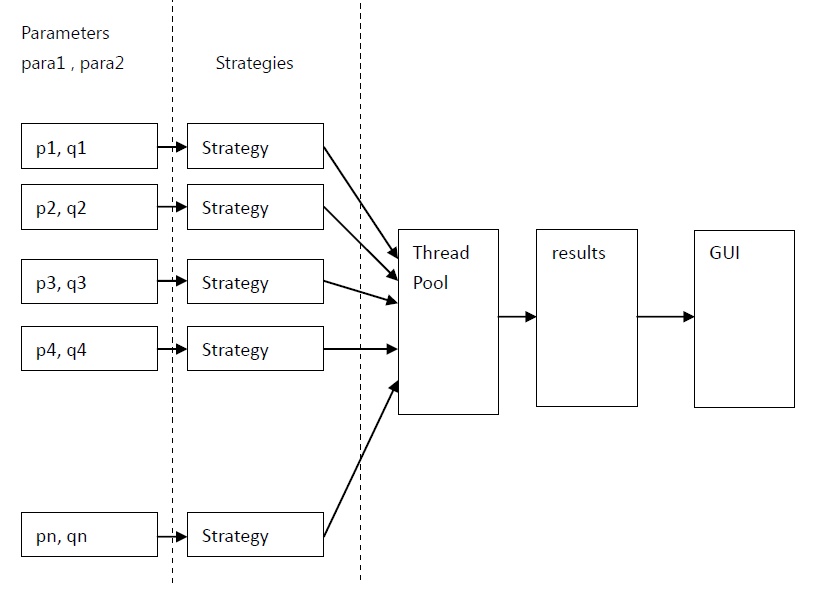 Parameters
para1 , para2
Strategies
p1, q1
Strategy
p2, q2
Strategy
p3, q3
Strategy
p4, q4
Strategy
pn, qn
Strategy
Thread
Pool
results
GUI